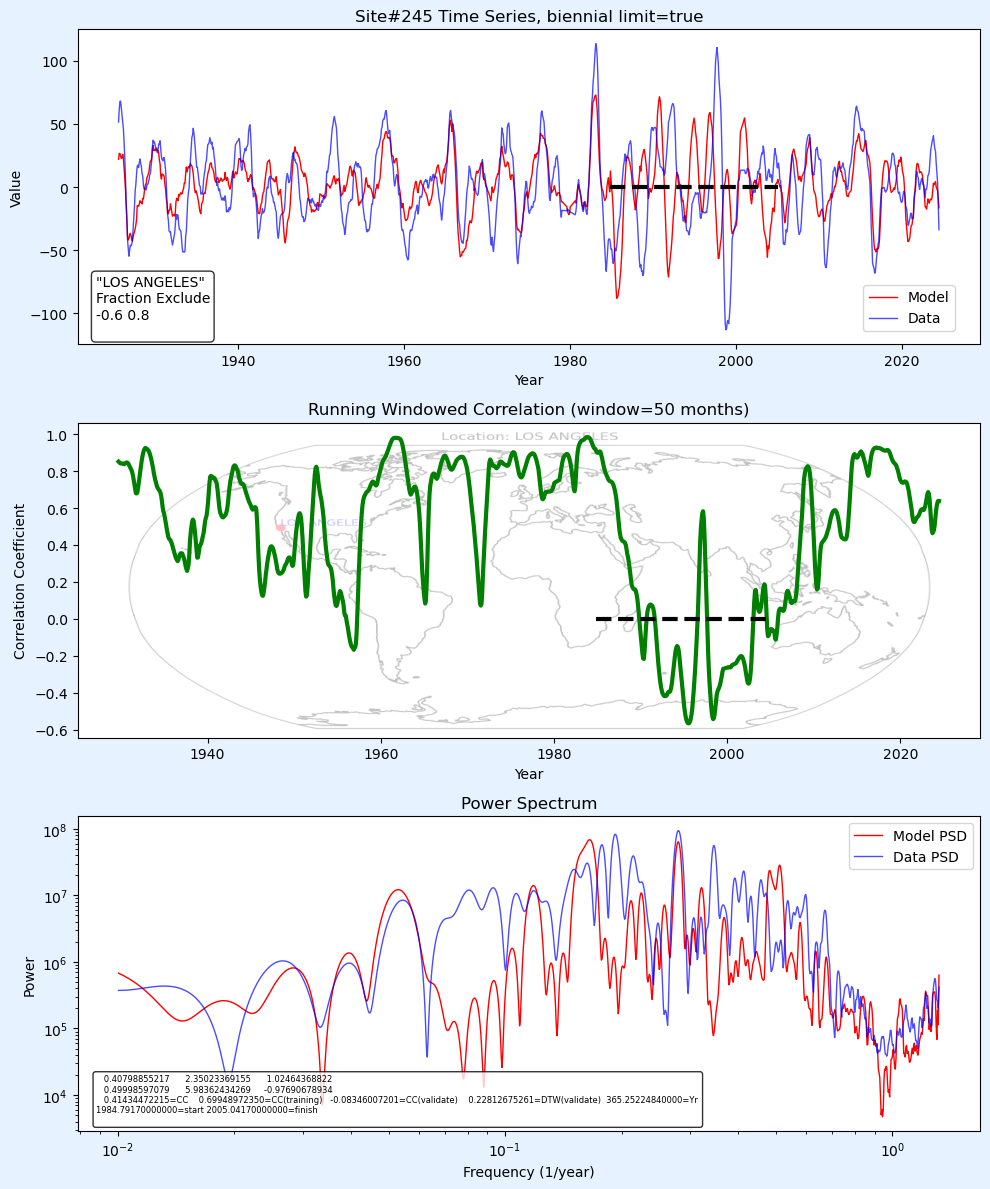 Site#245 Time Series, biennial limit=true
Value
100
50
0
−50
−100
"LOS ANGELES"
Fraction Exclude
-0.6 0.8
Model
Data
1940 1960 1980 2000 2020
Year
Running Windowed Correlation (window=50 months)
Location: LOS ANGELES
LOS ANGELES
Correlation Coefficient
1.0
0.8
0.6
0.4
0.2
0.0
−0.2
−0.4
−0.6
1940 1960 1980 2000 2020
Year
Power Spectrum
Model PSD
Data PSD
Power
10^8
10^7
10^6
10^5
10^4
0.40798855217 2.35023369155 1.02464368822
0.49998597079 5.98362434269 -0.97690678934
0.41434472215=CC 0.69948972350=CC(training) -0.08346007201=CC(validate) 0.22812675261=DTW(validate) 365.25224840000=Yr
1984.79170000000=start 2005.04170000000=finish
10^−2 10^−1 10^0
Frequency (1/year)